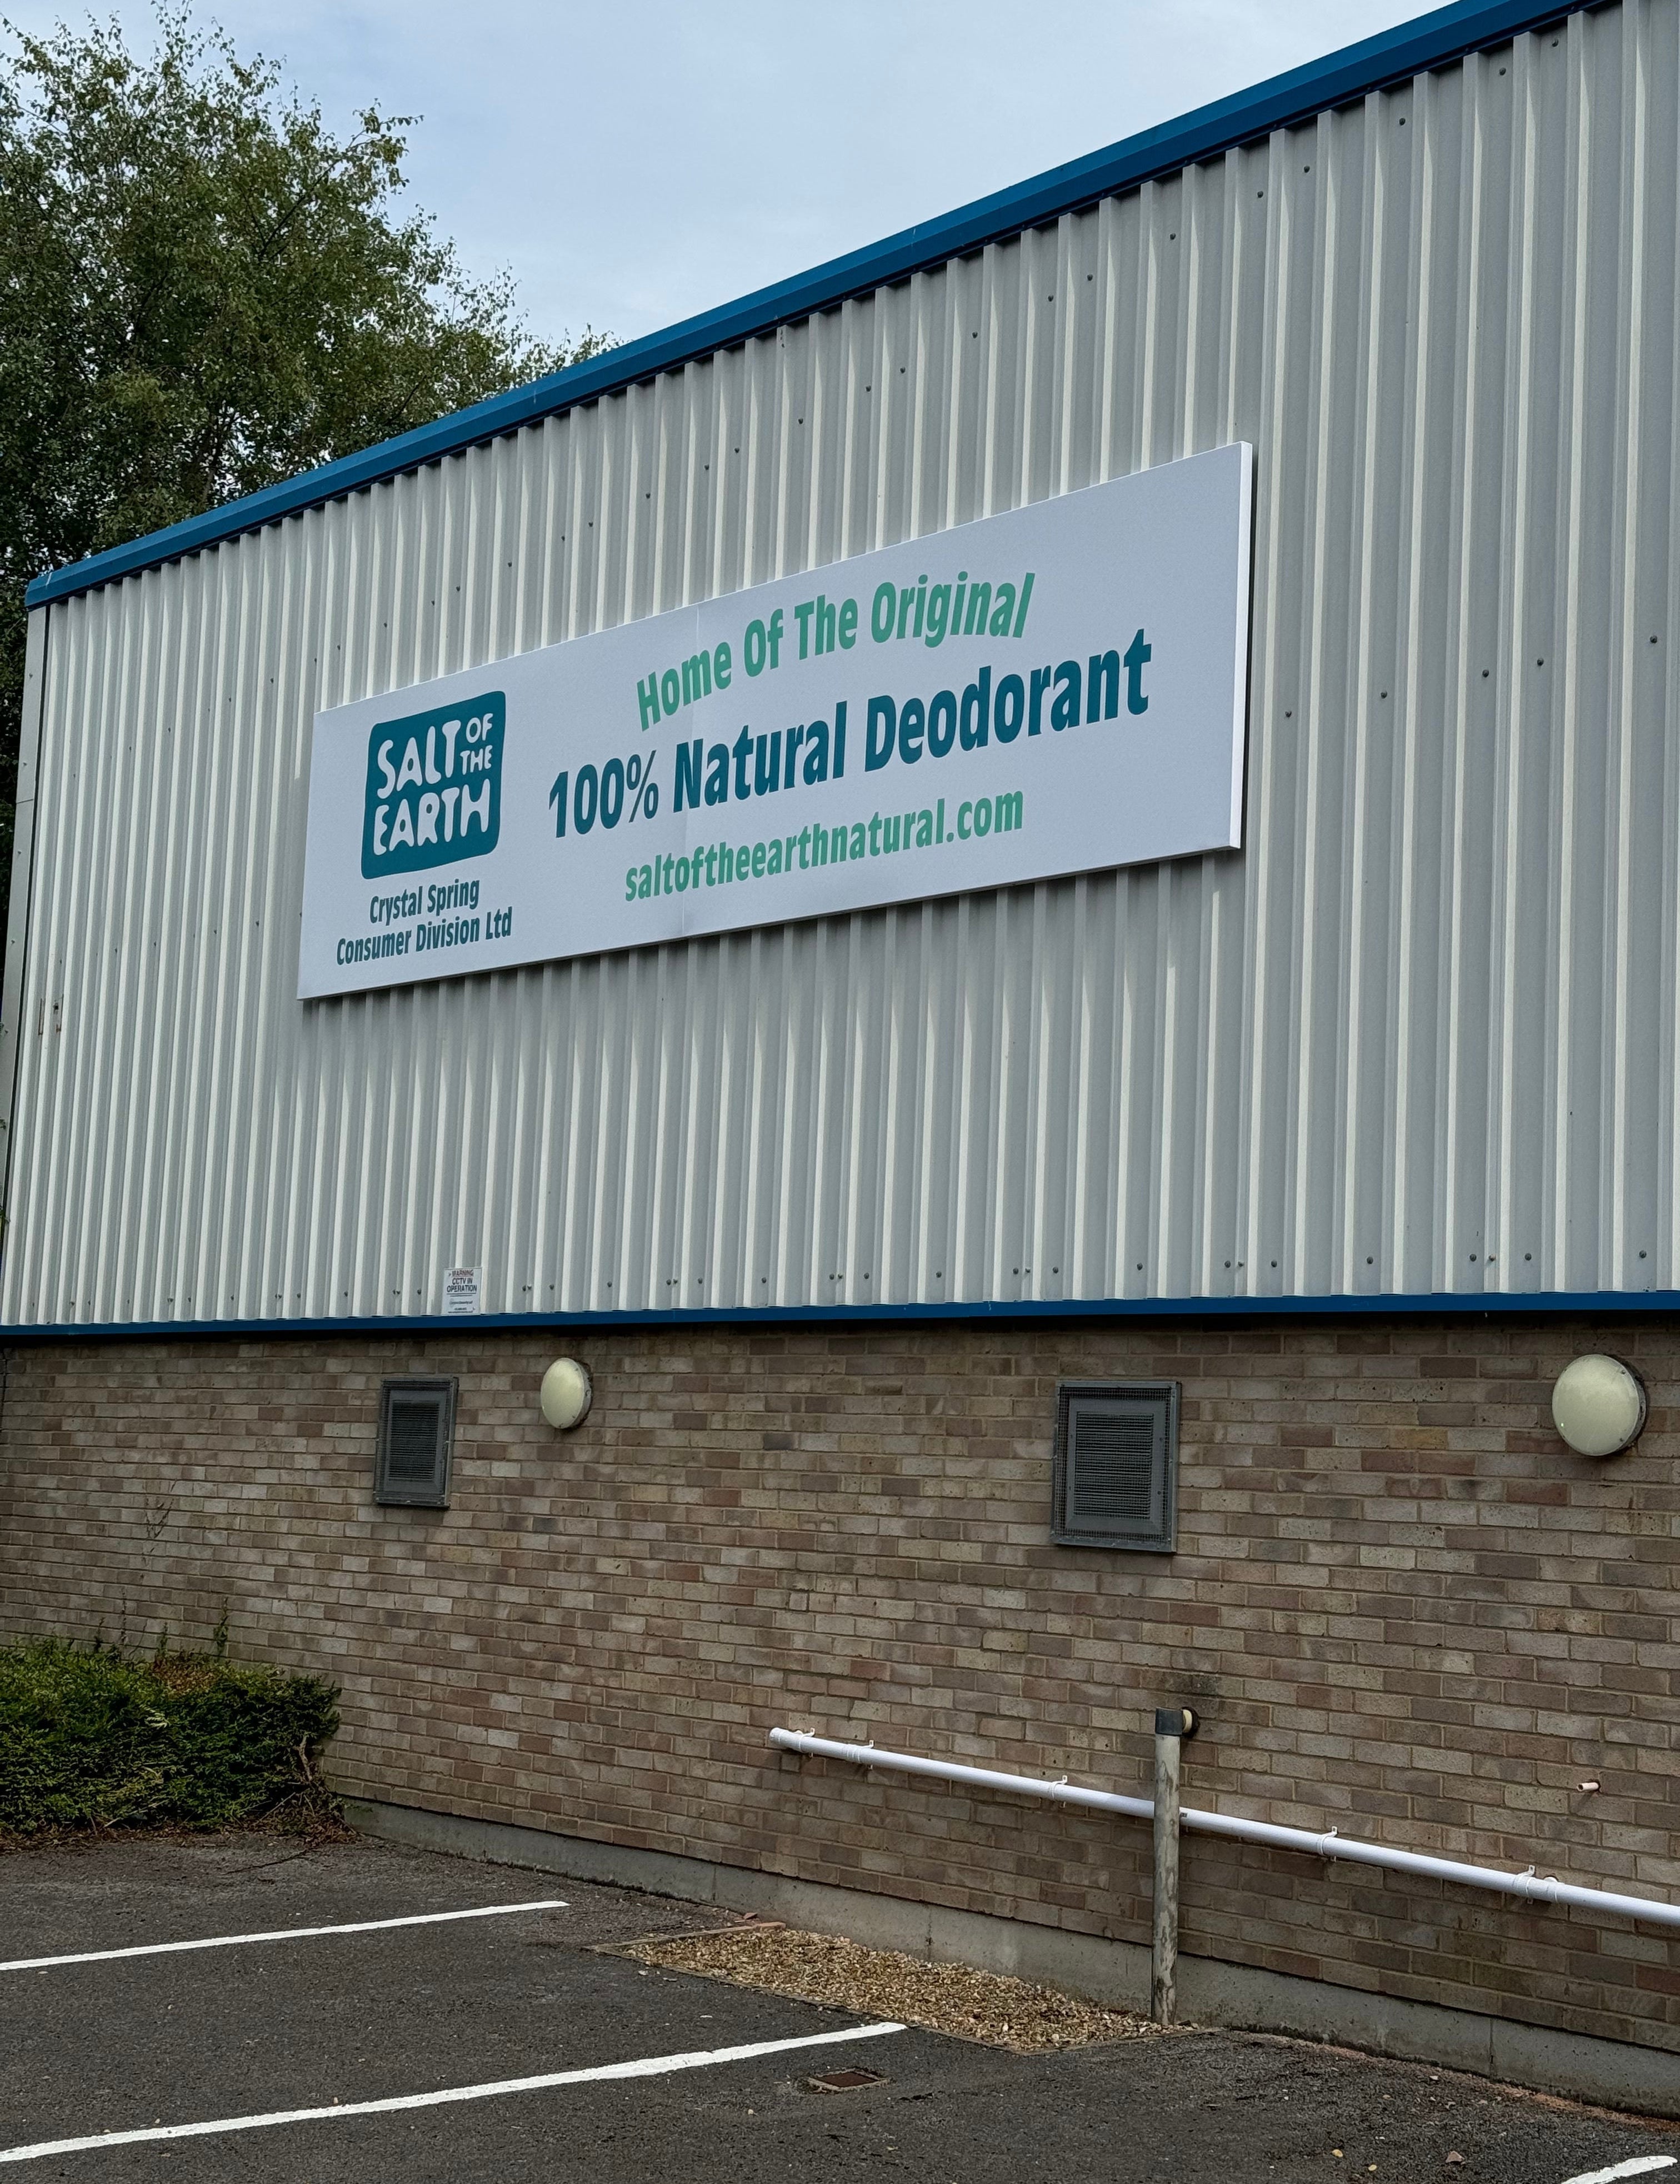 SALT OF
THE
EARTH
Crystal Spring
Consumer Division Ltd
Home Of The Original
100% Natural Deodorant
saltoftheearthnatural.com
WARNING
CCTV IN
OPERATION